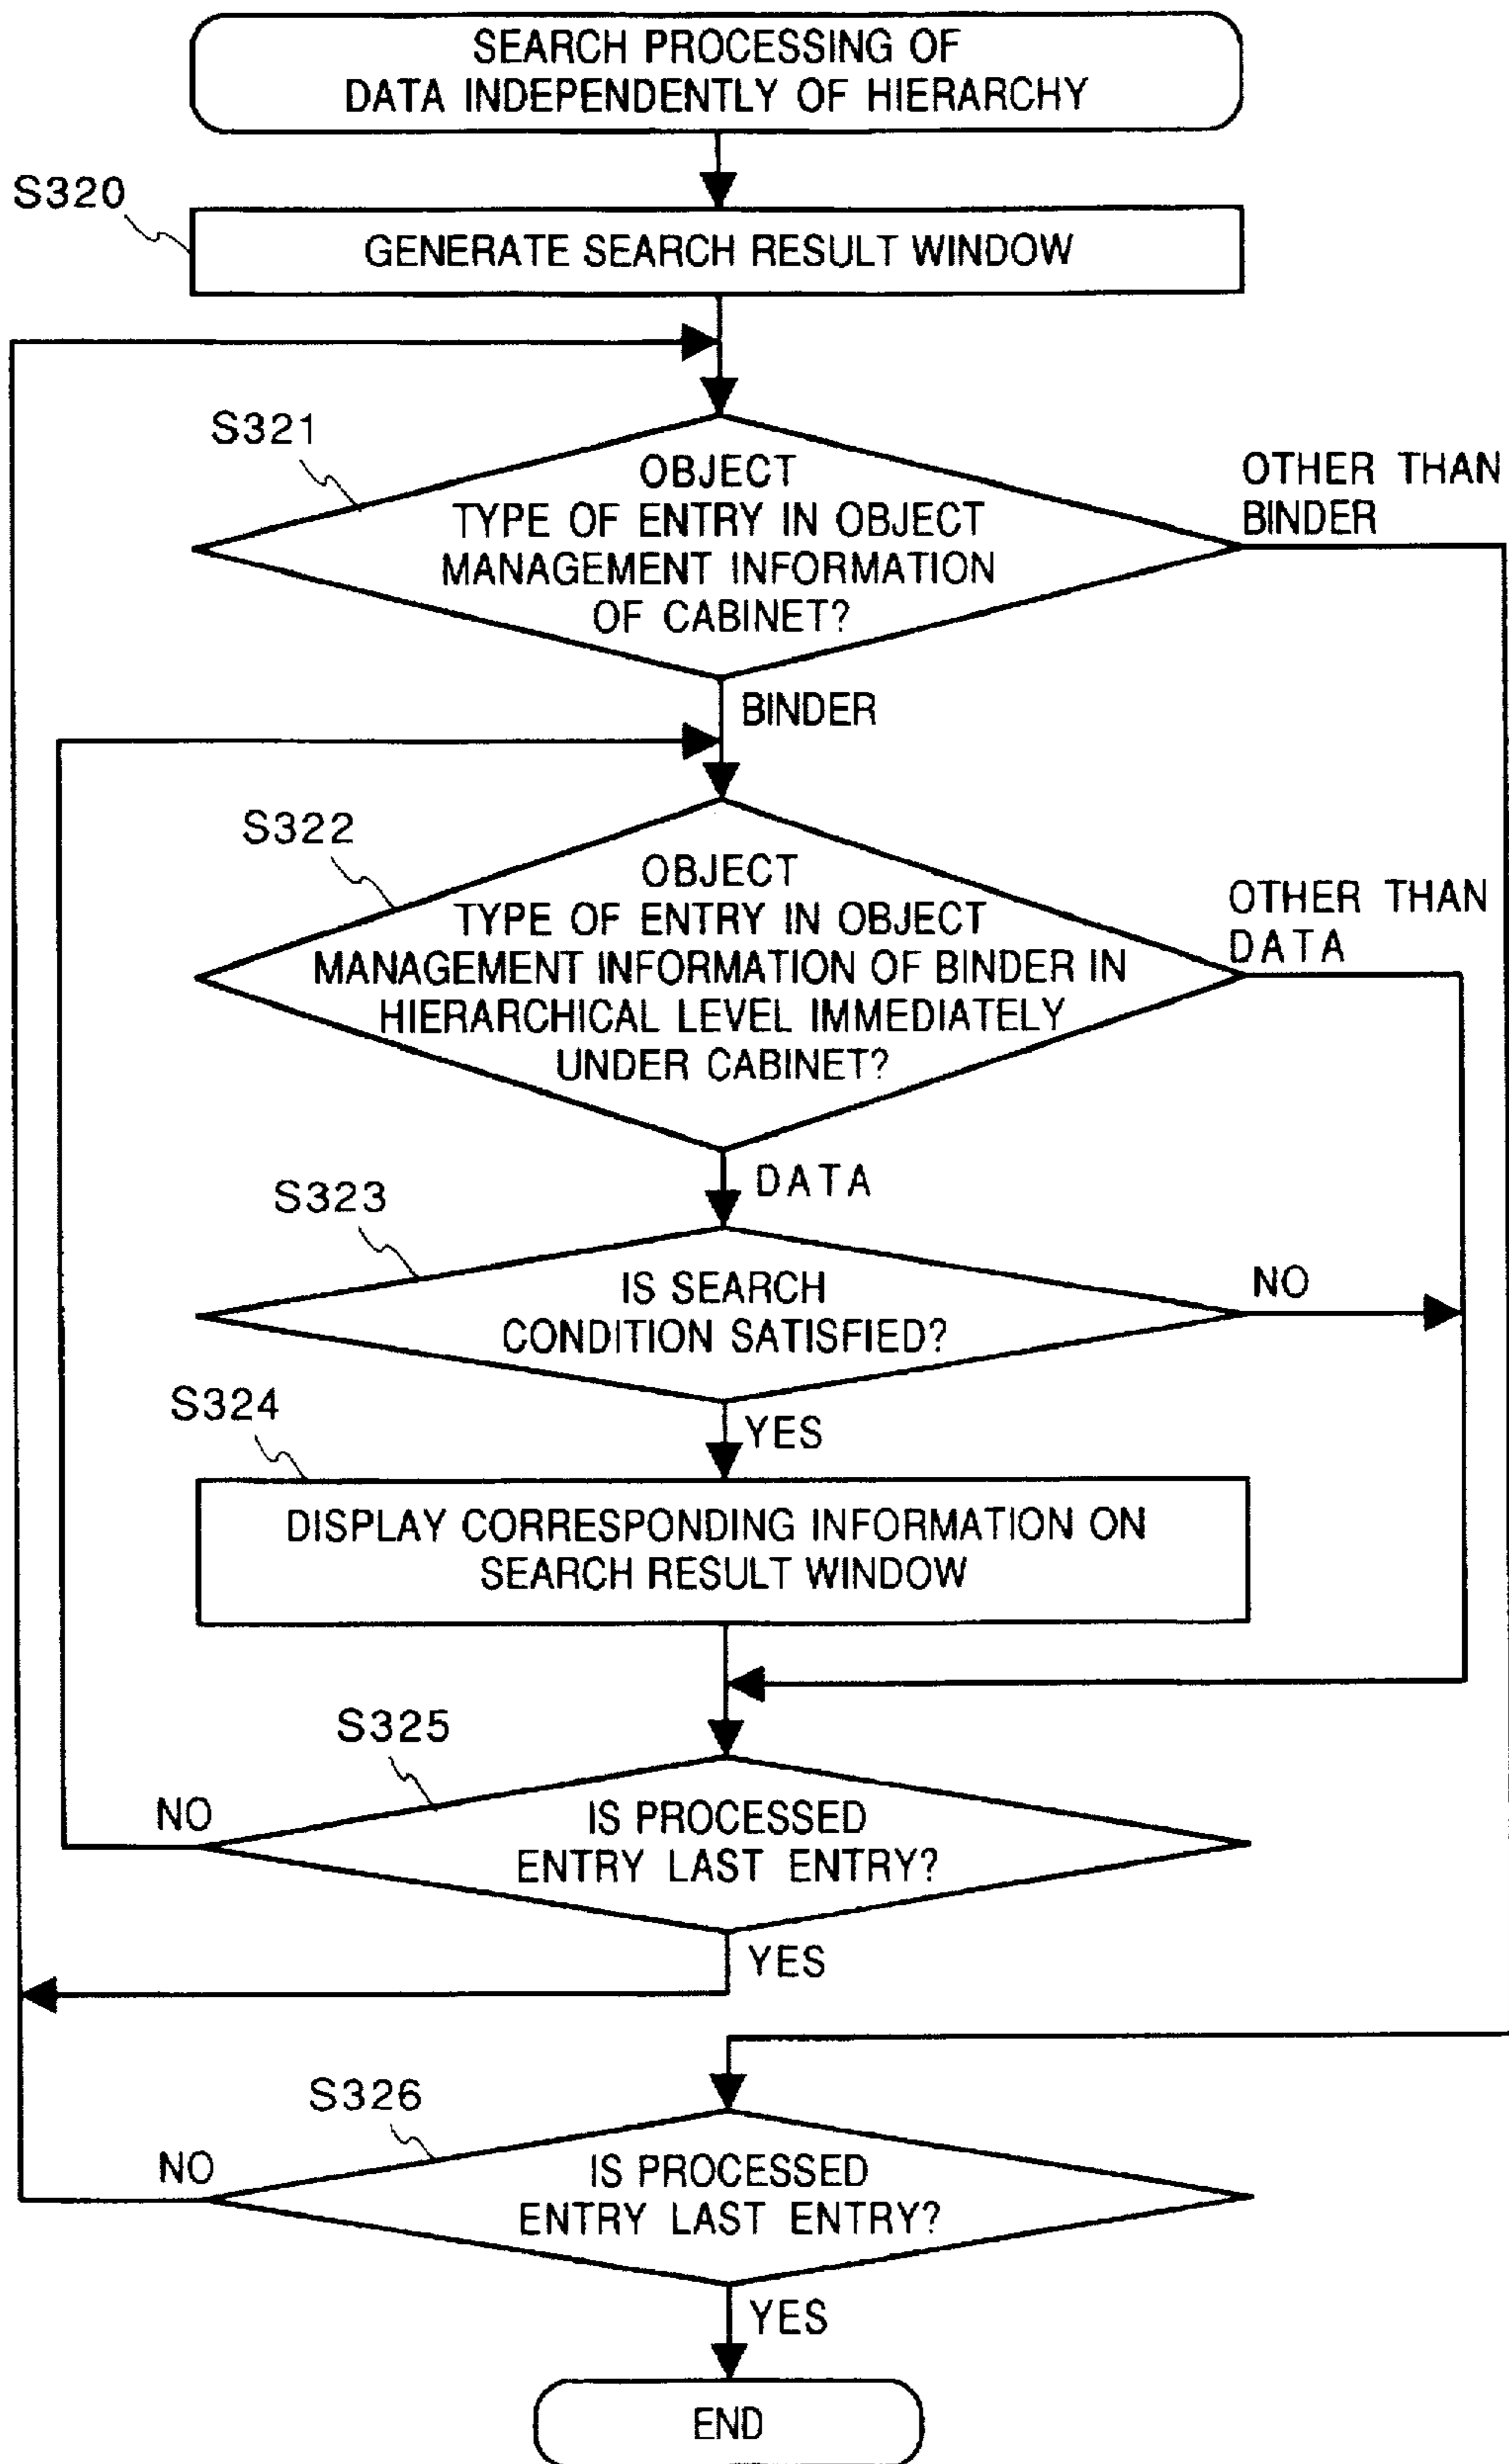 SEARCH PROCESSING OF
DATA INDEPENDENTLY OF HIERARCHY
S320
GENERATE SEARCH RESULT WINDOW
S321
OBJECT
TYPE OF ENTRY IN OBJECT
MANAGEMENT INFORMATION
OF CABINET?
OTHER THAN
BINDER
BINDER
S322
OBJECT
TYPE OF ENTRY IN OBJECT
MANAGEMENT INFORMATION OF BINDER IN
HIERARCHICAL LEVEL IMMEDIATELY
UNDER CABINET?
OTHER THAN
DATA
DATA
S323
IS SEARCH
CONDITION SATISFIED?
NO
YES
S324
DISPLAY CORRESPONDING INFORMATION ON
SEARCH RESULT WINDOW
S325
IS PROCESSED
ENTRY LAST ENTRY?
NO
YES
S326
IS PROCESSED
ENTRY LAST ENTRY?
NO
YES
END